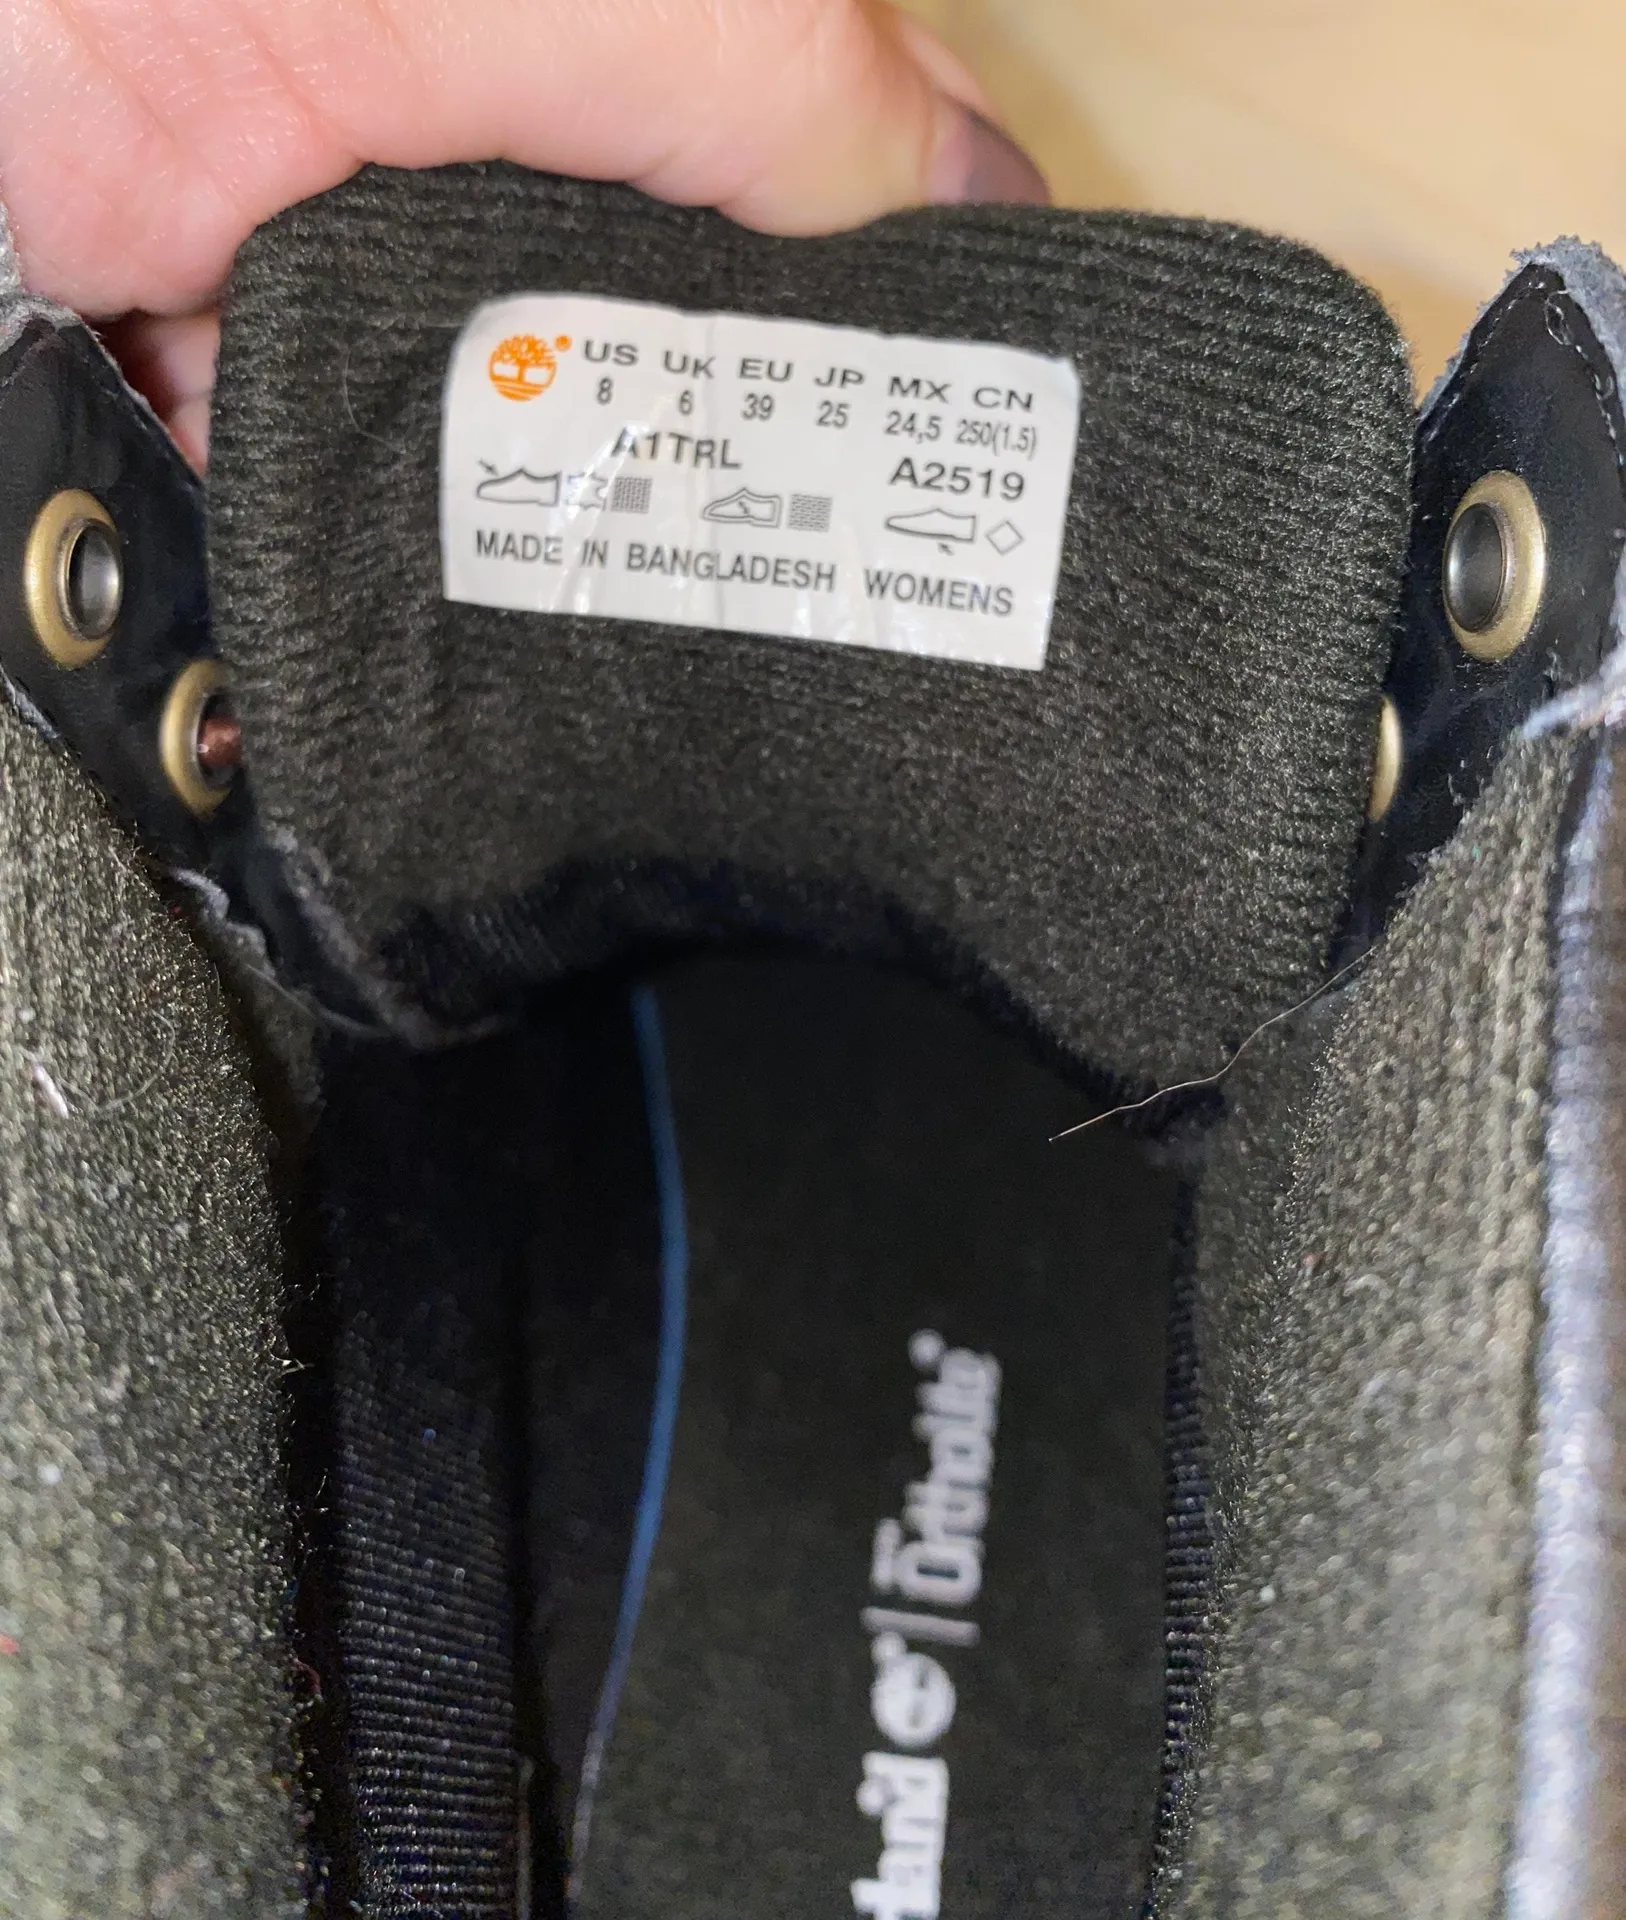 US UK EU JP MX CN
8 6 39 25 24,5 250(1.5)
A1TRL A2519
MADE IN BANGLADESH WOMENS
rland | Ortholite®